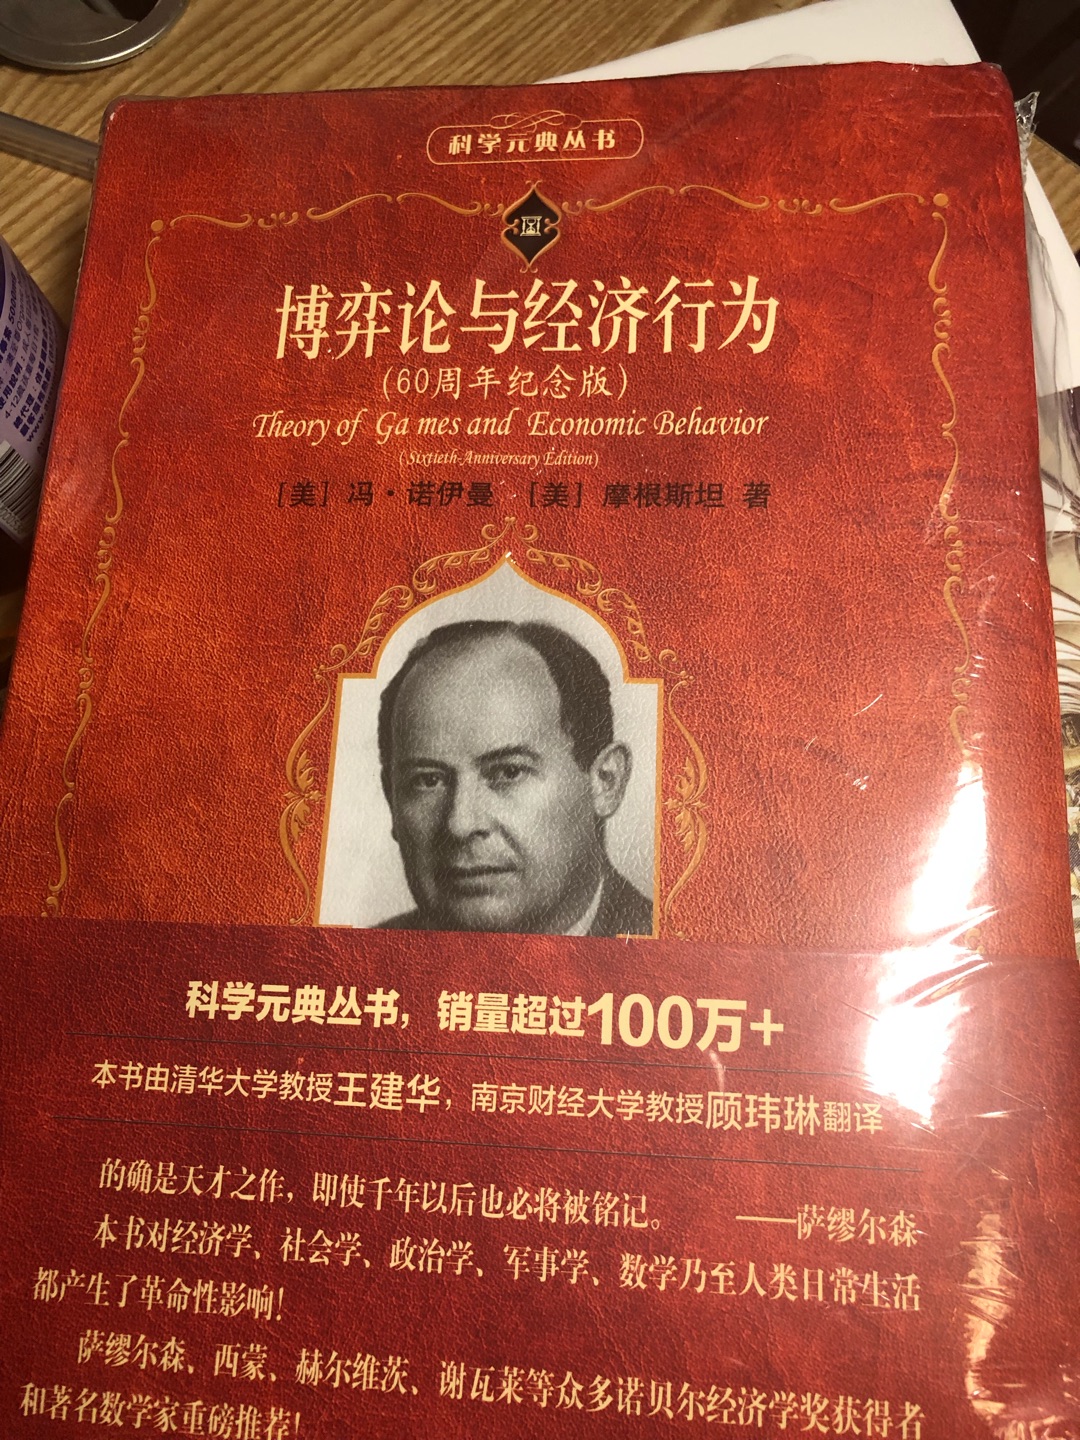 科学元典丛书
博弈论与经济行为
(60周年纪念版)
Theory of Games and Economic Behavior
(Sixtieth-Anniversary Edition)
[美] 冯·诺伊曼 [美] 摩根斯坦 著
科学元典丛书，销量超过100万+
本书由清华大学教授王建华，南京财经大学教授顾玮琳翻译
的确是天才之作，即使千年以后也必将被铭记。 ——萨缪尔森
本书对经济学、社会学、政治学、军事学、数学乃至人类日常生活
都产生了革命性影响！
萨缪尔森、西蒙、赫尔维茨、谢瓦莱等众多诺贝尔经济学奖获得者
和著名数学家重磅推荐！